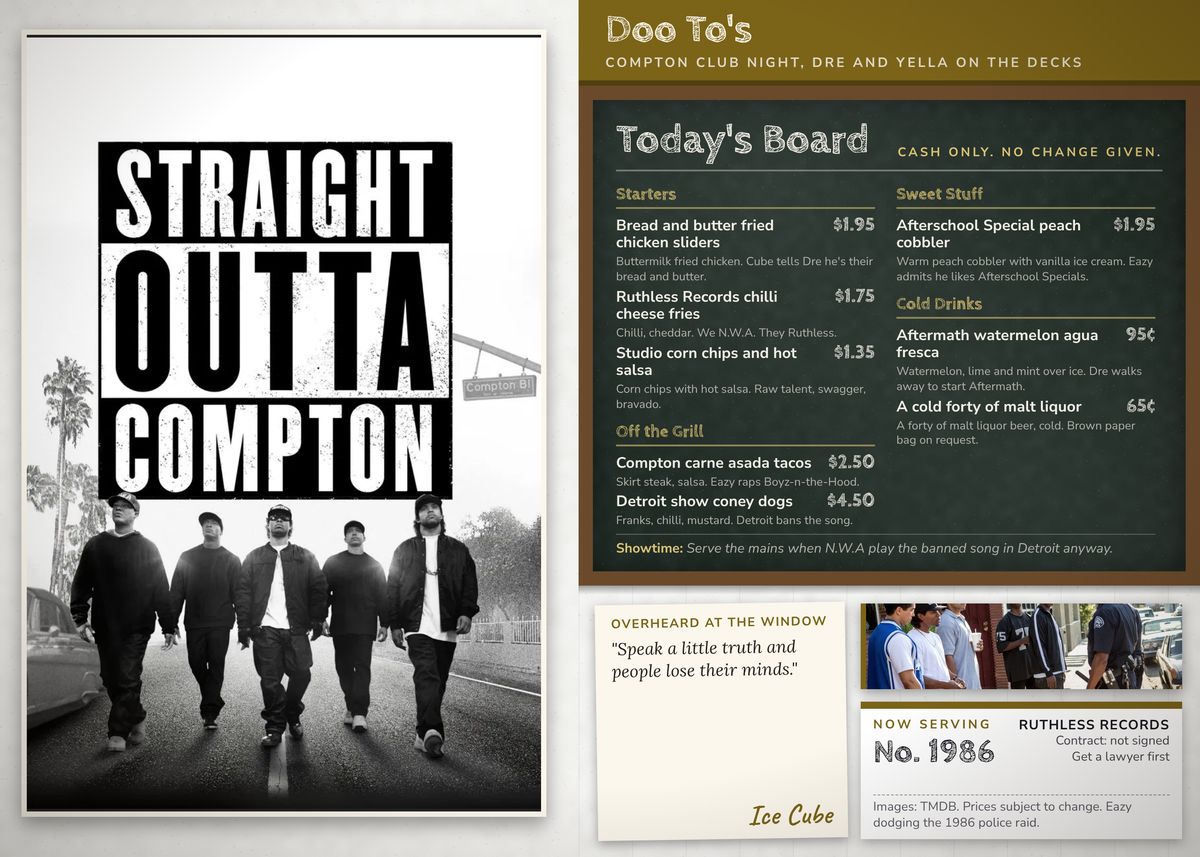 STRAIGHT
OUTTA
COMPTON
Compton Bl
Doo To's
COMPTON CLUB NIGHT, DRE AND YELLA ON THE DECKS
Today's Board
CASH ONLY. NO CHANGE GIVEN.
Starters
Bread and butter fried
chicken sliders
$1.95
Buttermilk fried chicken. Cube tells Dre he's their
bread and butter.
Ruthless Records chilli
cheese fries
$1.75
Chilli, cheddar. We N.W.A. They Ruthless.
Studio corn chips and hot
salsa
$1.35
Corn chips with hot salsa. Raw talent, swagger,
bravado.
Off the Grill
Compton carne asada tacos $2.50
Skirt steak, salsa. Eazy raps Boyz-n-the-Hood.
Detroit show coney dogs $4.50
Franks, chilli, mustard. Detroit bans the song.
Sweet Stuff
Afterschool Special peach
cobbler
$1.95
Warm peach cobbler with vanilla ice cream. Eazy
admits he likes Afterschool Specials.
Cold Drinks
Aftermath watermelon agua
fresca
95¢
Watermelon, lime and mint over ice. Dre walks
away to start Aftermath.
A cold forty of malt liquor 65¢
A forty of malt liquor beer, cold. Brown paper
bag on request.
Showtime: Serve the mains when N.W.A play the banned song in Detroit anyway.
OVERHEARD AT THE WINDOW
"Speak a little truth and
people lose their minds."
Ice Cube
NOW SERVING
No. 1986
RUTHLESS RECORDS
Contract: not signed
Get a lawyer first
Images: TMDB. Prices subject to change. Eazy
dodging the 1986 police raid.